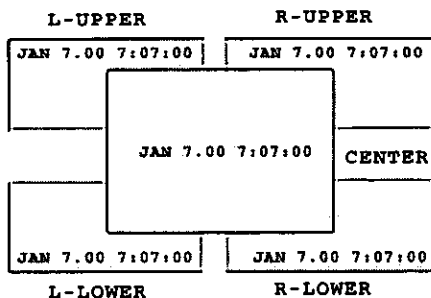 L-UPPER R-UPPER
JAN 7.00 7:07:00 JAN 7.00 7:07:00
JAN 7.00 7:07:00 CENTER
JAN 7.00 7:07:00 JAN 7.00 7:07:00
L-LOWER R-LOWER